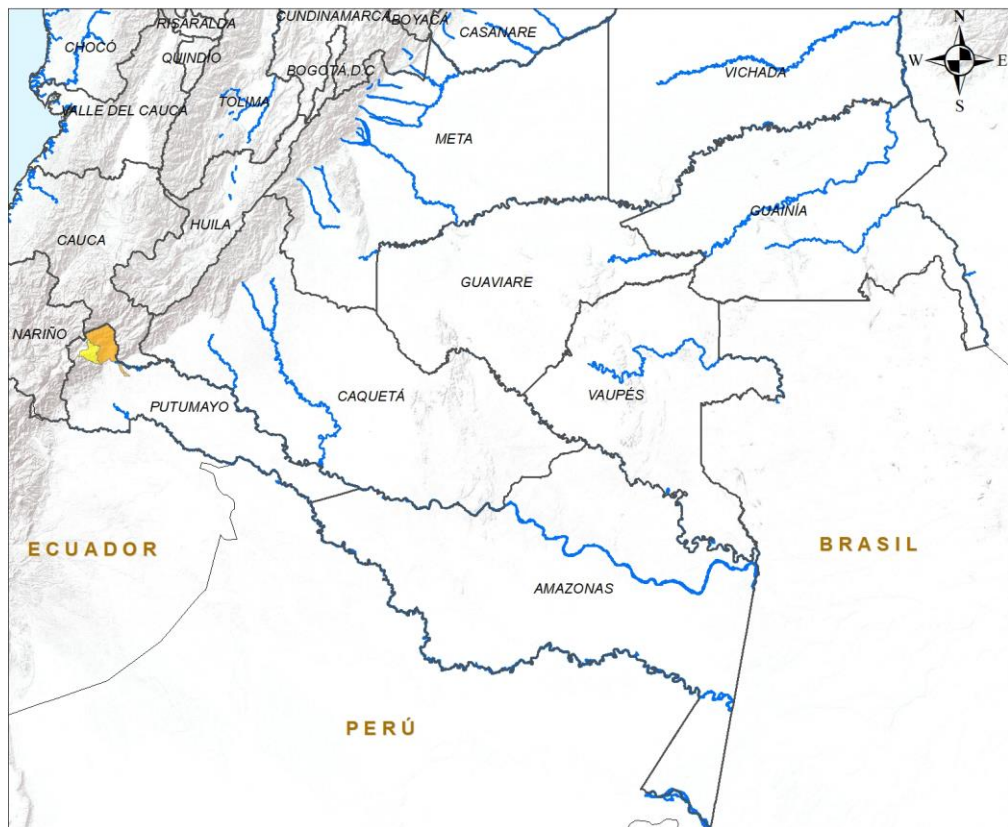 RISARALDA
CUNDINAMARCA
BOYACÁ
CASANARE
N
CHOCÓ
QUINDÍO
BOGOTÁ D.C
VICHADA
W
E
S
VALLE DEL CAUCA
TOLIMA
META
HUILA
GUAINÍA
CAUCA
GUAVIARE
NARIÑO
CAQUETÁ
VAUPÉS
PUTUMAYO
ECUADOR
BRASIL
AMAZONAS
PERÚ